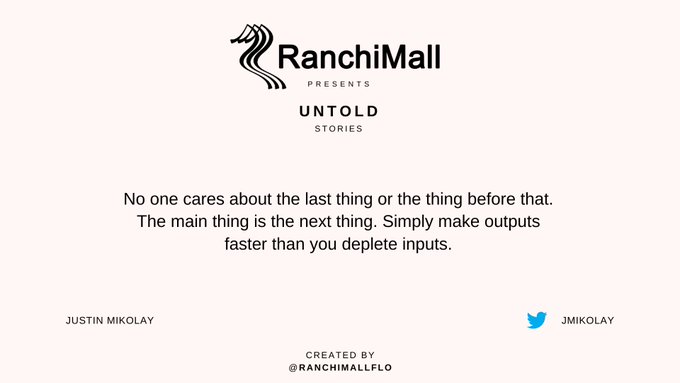 RanchiMall
PRESENTS
UNTOLD
STORIES
No one cares about the last thing or the thing before that.
The main thing is the next thing. Simply make outputs
faster than you deplete inputs.
JUSTIN MIKOLAY
JMIKOLAY
CREATED BY
@RANCHIMALLFLO